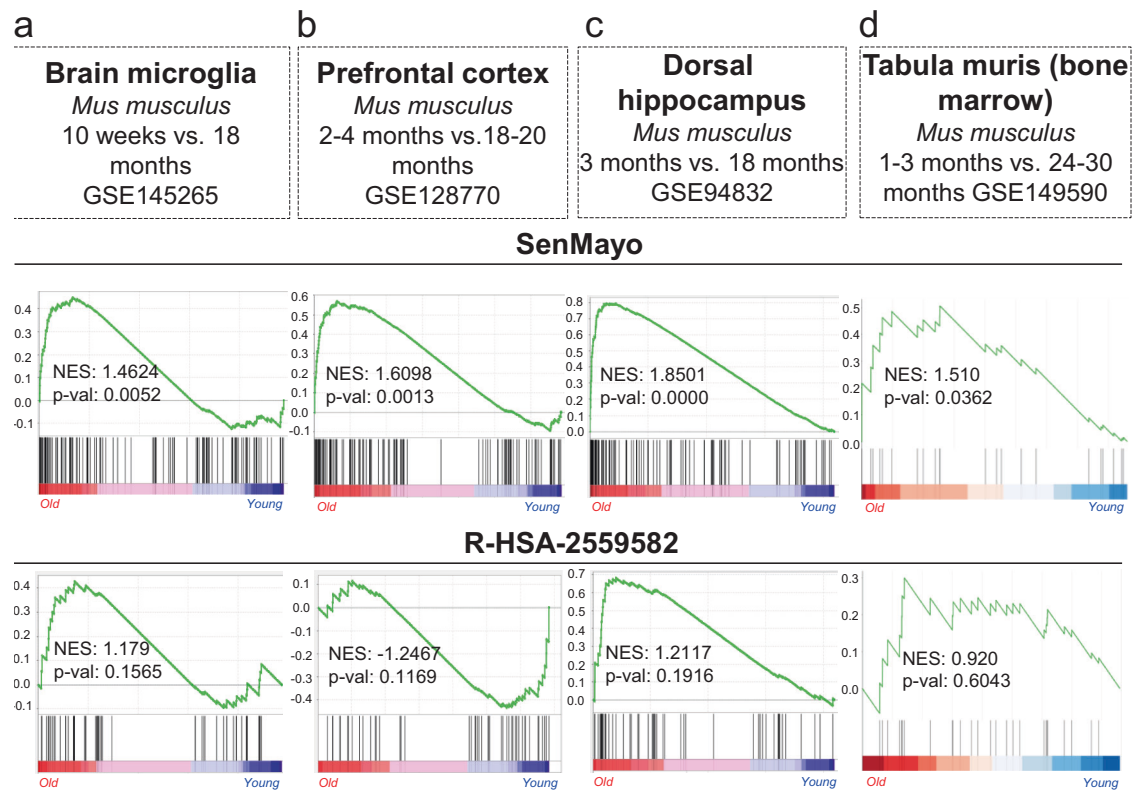 a
Brain microglia
Mus musculus
10 weeks vs. 18
months
GSE145265
b
Prefrontal cortex
Mus musculus
2-4 months vs.18-20
months
GSE128770
c
Dorsal
hippocampus
Mus musculus
3 months vs. 18 months
GSE94832
d
Tabula muris (bone
marrow)
Mus musculus
1-3 months vs. 24-30
months GSE149590
SenMayo
0.4
0.3
0.2
0.1
0.0
-0.1
NES: 1.4624
p-val: 0.0052
Old
Young
0.6
0.5
0.4
0.3
0.2
0.1
0.0
-0.1
NES: 1.6098
p-val: 0.0013
Old
Young
0.8
0.7
0.6
0.5
0.4
0.3
0.2
0.1
0.0
NES: 1.8501
p-val: 0.0000
Old
Young
0.5
0.4
0.3
0.2
0.1
0.0
NES: 1.510
p-val: 0.0362
Old
Young
R-HSA-2559582
0.4
0.3
0.2
0.1
0.0
-0.1
NES: 1.179
p-val: 0.1565
Old
Young
0.1
0.0
-0.1
-0.2
-0.3
-0.4
NES: -1.2467
p-val: 0.1169
Old
Young
0.7
0.6
0.5
0.4
0.3
0.2
0.1
0.0
NES: 1.2117
p-val: 0.1916
Old
Young
0.3
0.2
0.1
0.0
NES: 0.920
p-val: 0.6043
Old
Young